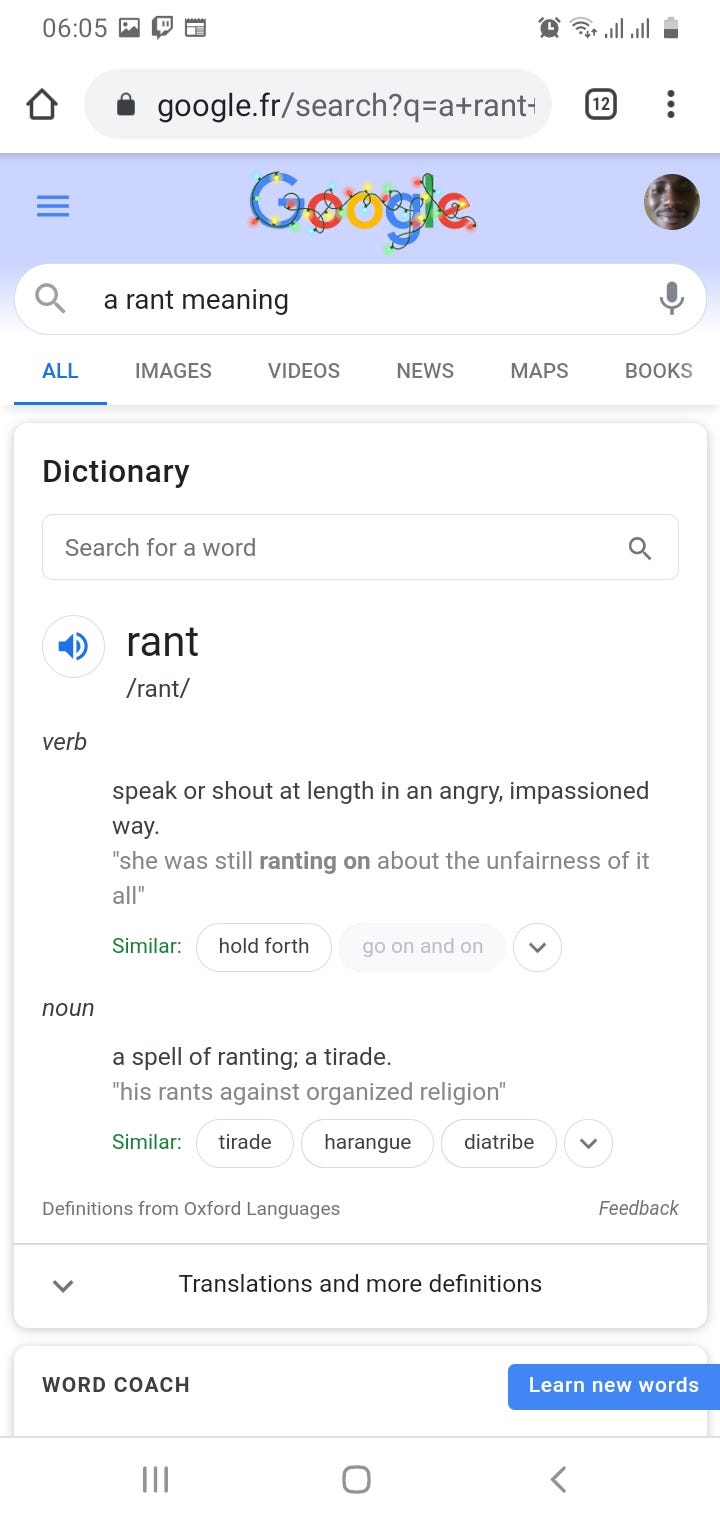 06:05
google.fr/search?q=a+rant+
12
Google
a rant meaning
ALL IMAGES VIDEOS NEWS MAPS BOOKS
Dictionary
Search for a word
rant
/rant/
verb
speak or shout at length in an angry, impassioned
way.
"she was still ranting on about the unfairness of it
all"
Similar: hold forth go on and on
noun
a spell of ranting; a tirade.
"his rants against organized religion"
Similar: tirade harangue diatribe
Definitions from Oxford Languages Feedback
Translations and more definitions
WORD COACH Learn new words